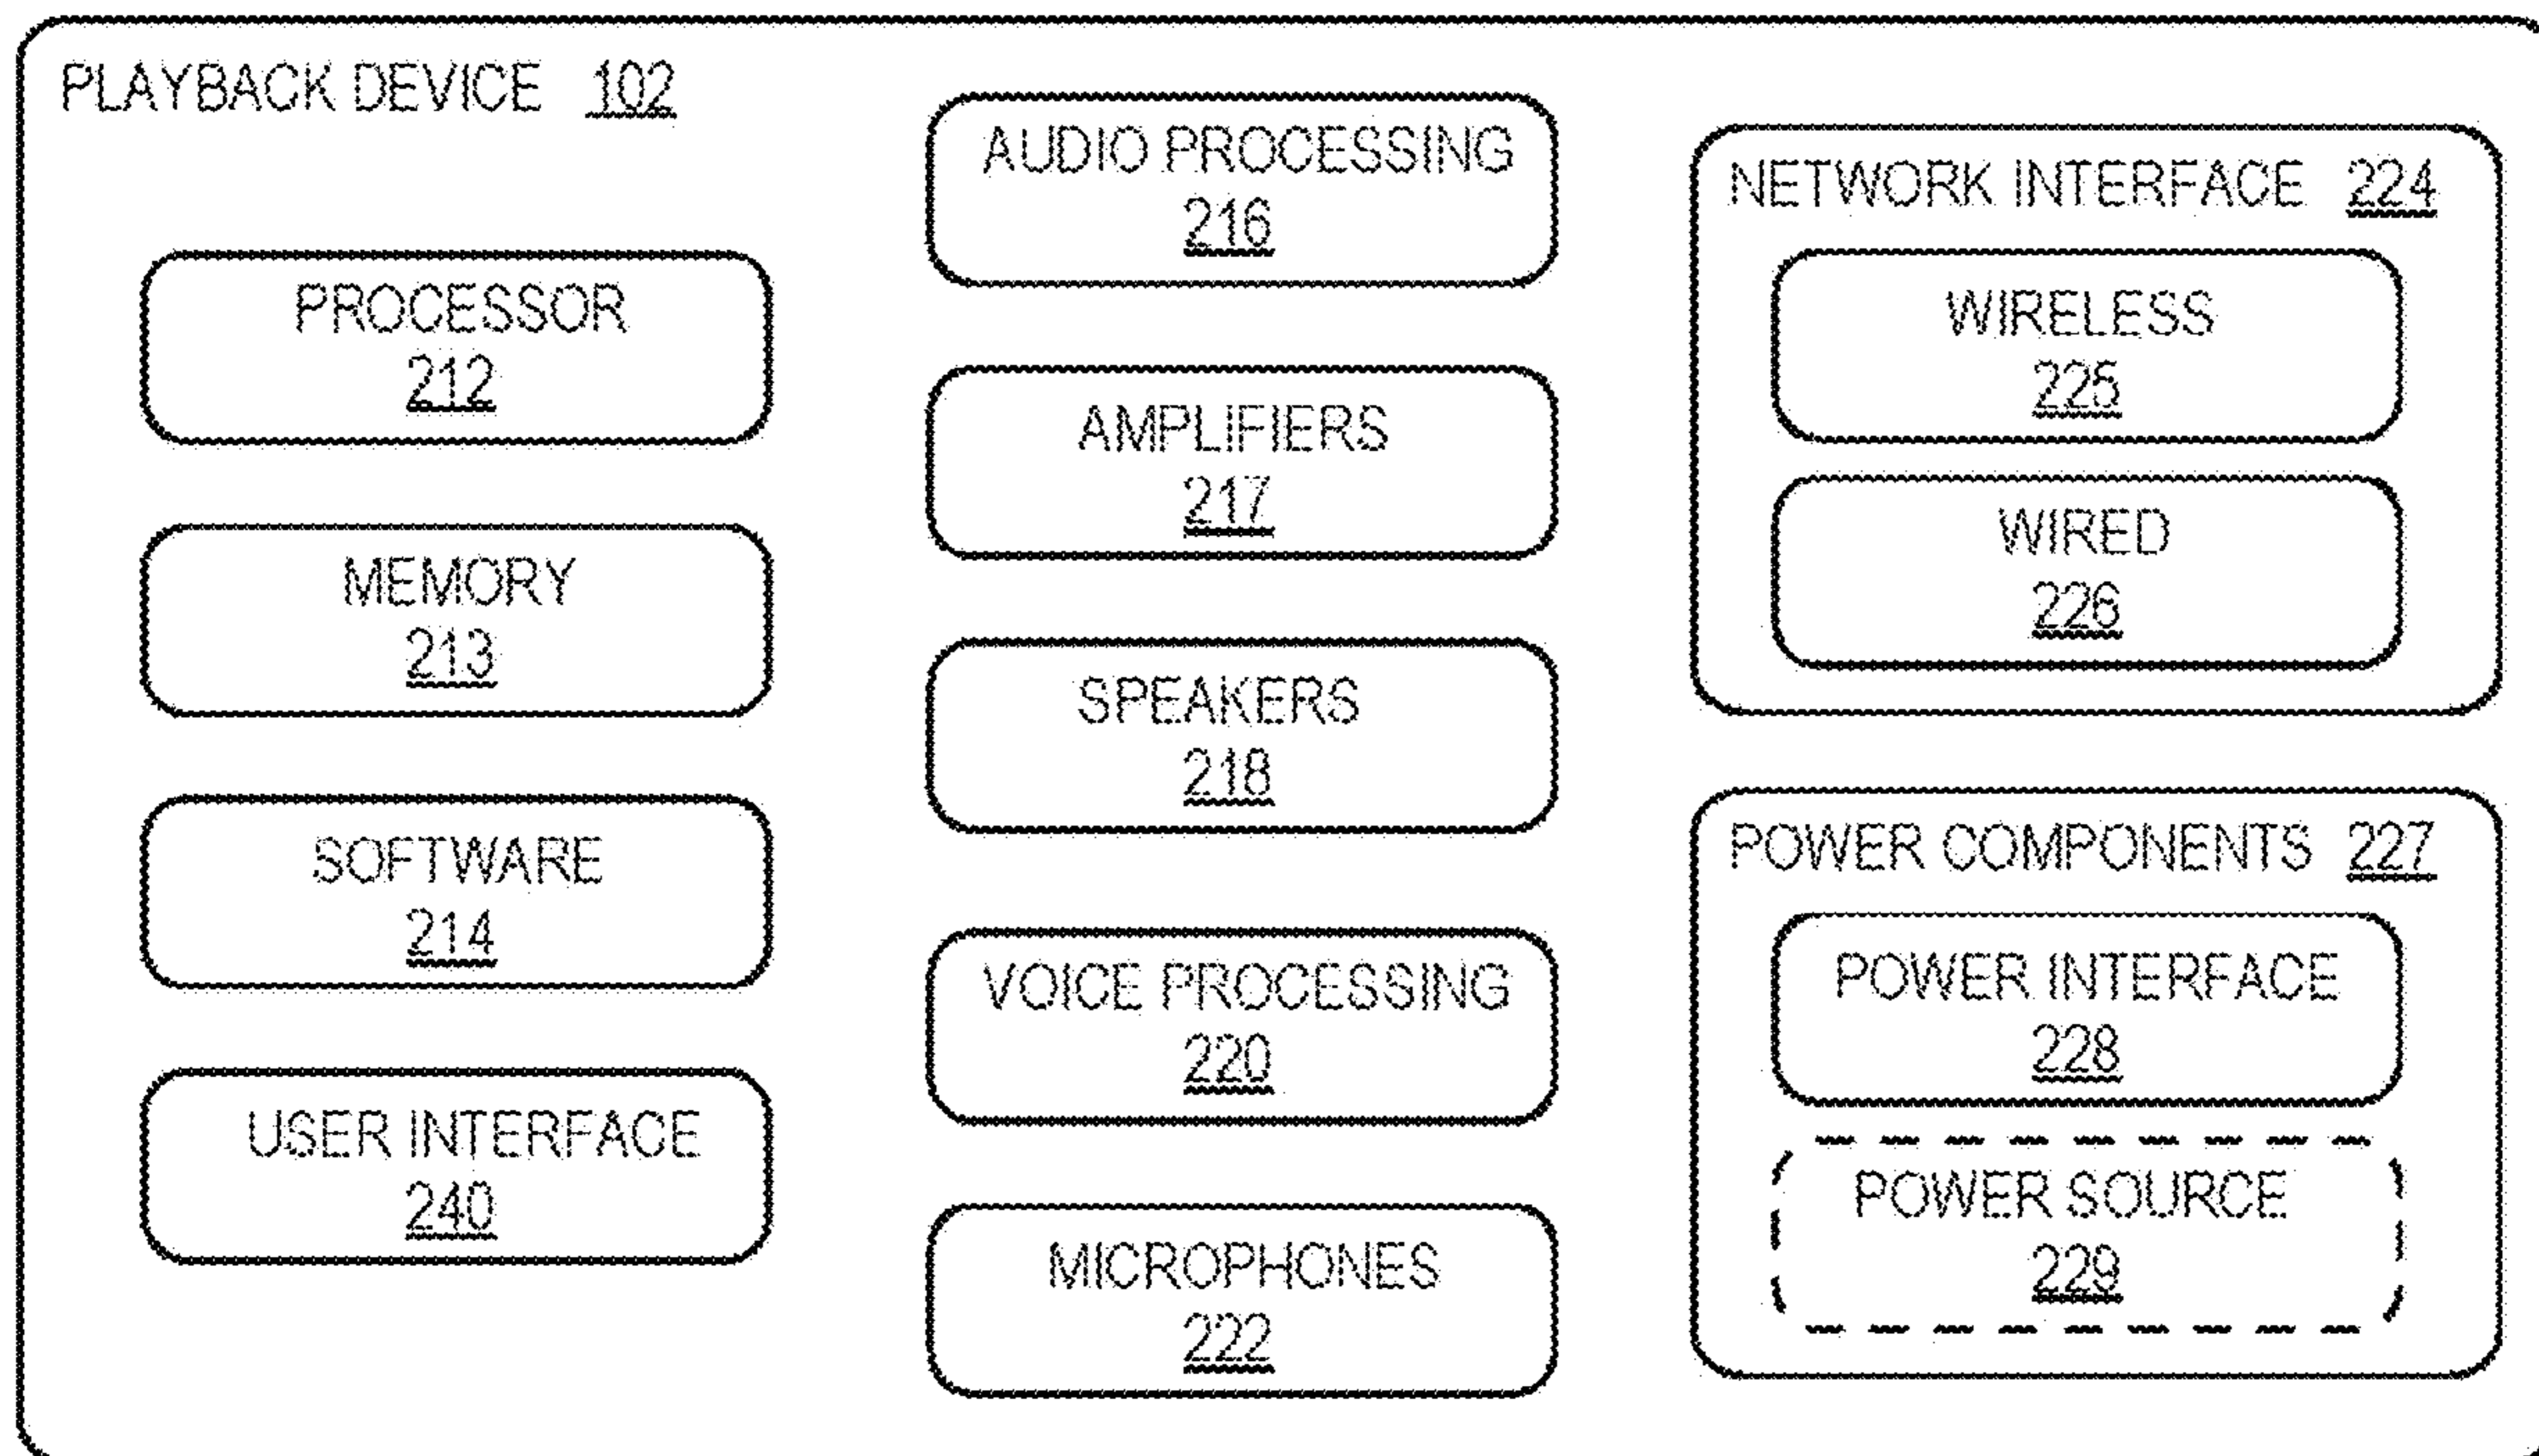 PLAYBACK DEVICE 102
PROCESSOR
212
MEMORY
213
SOFTWARE
214
USER INTERFACE
240
AUDIO PROCESSING
216
AMPLIFIERS
217
SPEAKERS
218
VOICE PROCESSING
220
MICROPHONES
222
NETWORK INTERFACE 224
WIRELESS
225
WIRED
226
POWER COMPONENTS 227
POWER INTERFACE
228
POWER SOURCE
229